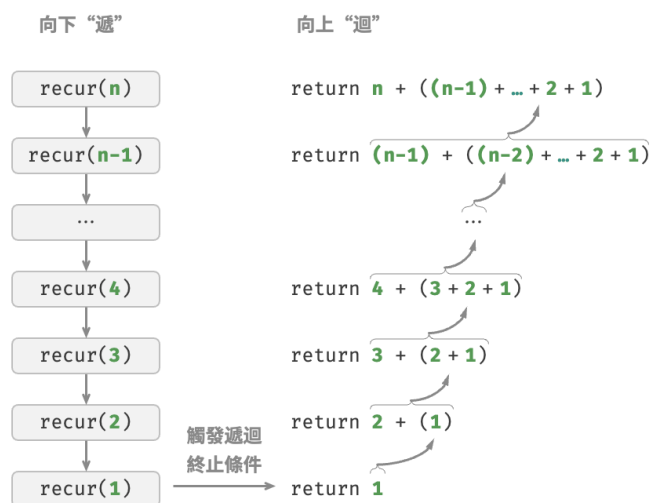 向下“遞”
向上“迴”
recur(n)
return n + ((n-1) + … + 2 + 1)
recur(n-1)
return (n-1) + ((n-2) + … + 2 + 1)
…
…
recur(4)
return 4 + (3 + 2 + 1)
recur(3)
return 3 + (2 + 1)
recur(2)
return 2 + (1)
觸發遞迴
終止條件
recur(1)
return 1